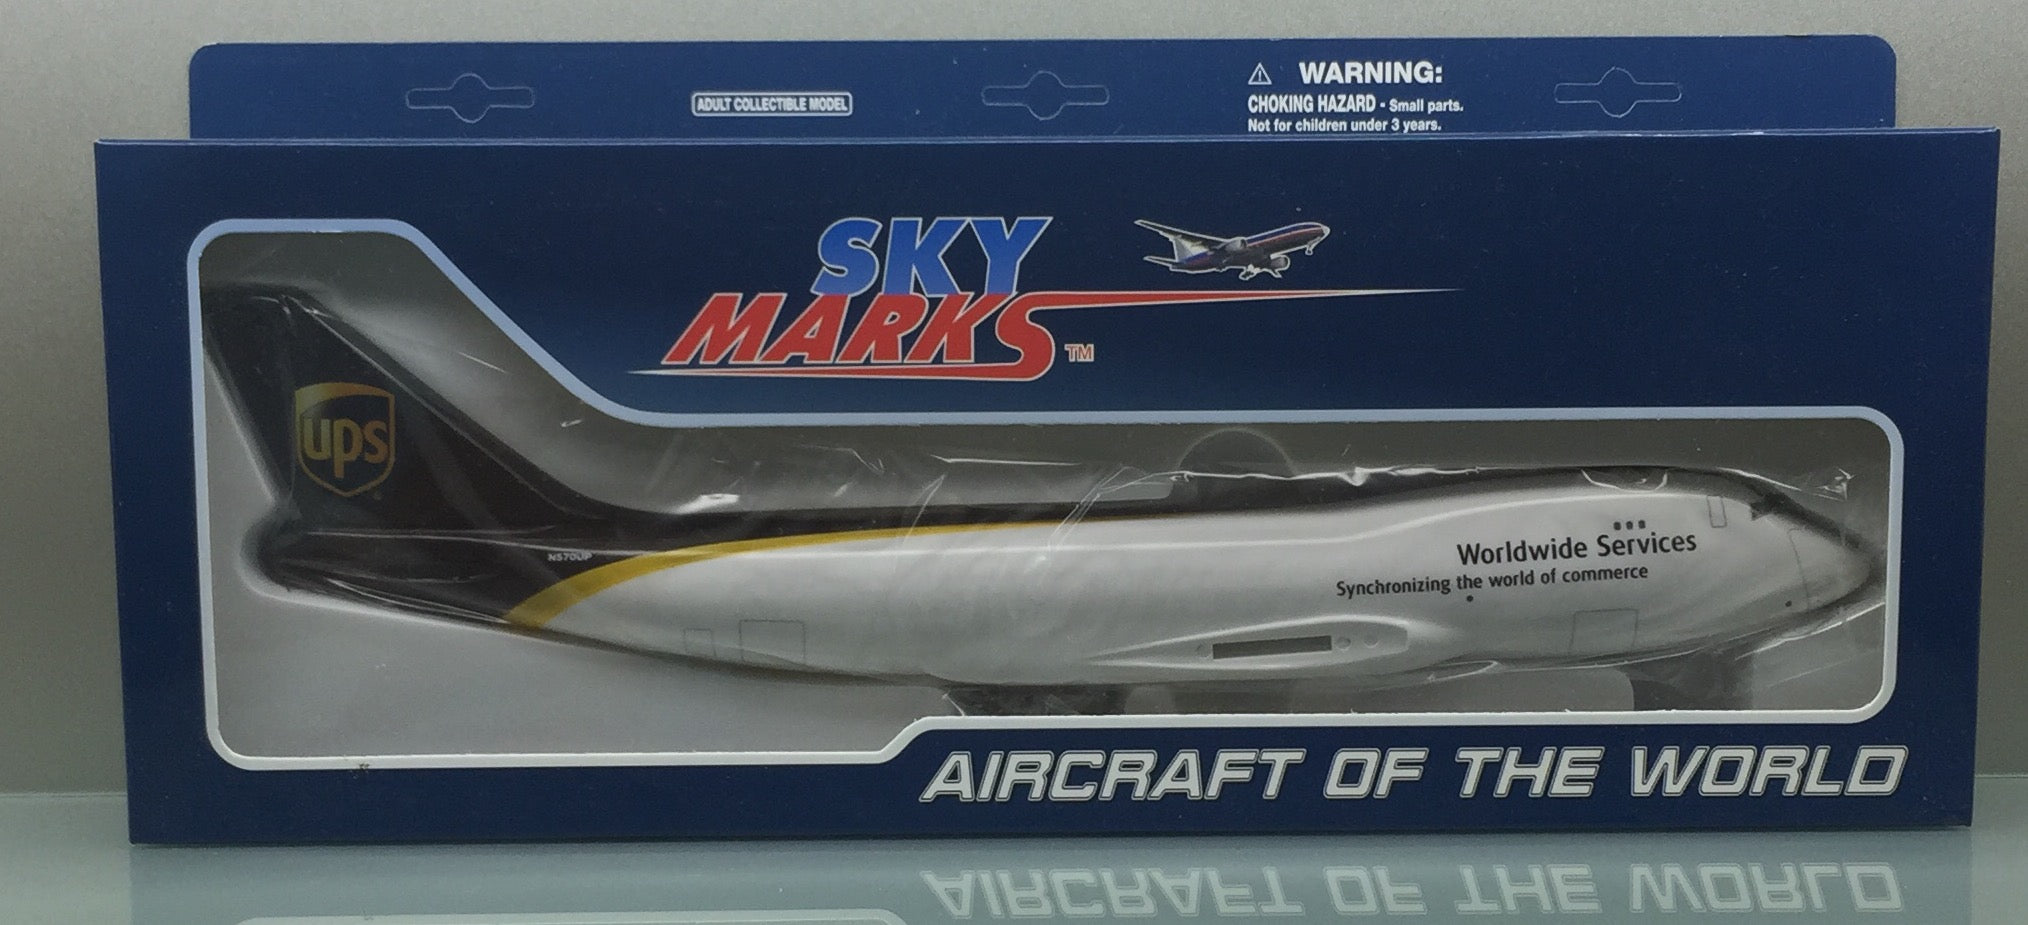 ADULT COLLECTIBLE MODEL
WARNING:
CHOKING HAZARD - Small parts.
Not for children under 3 years.
SKY
MARKS TM
ups
N570UP
Worldwide Services
Synchronizing the world of commerce
AIRCRAFT OF THE WORLD